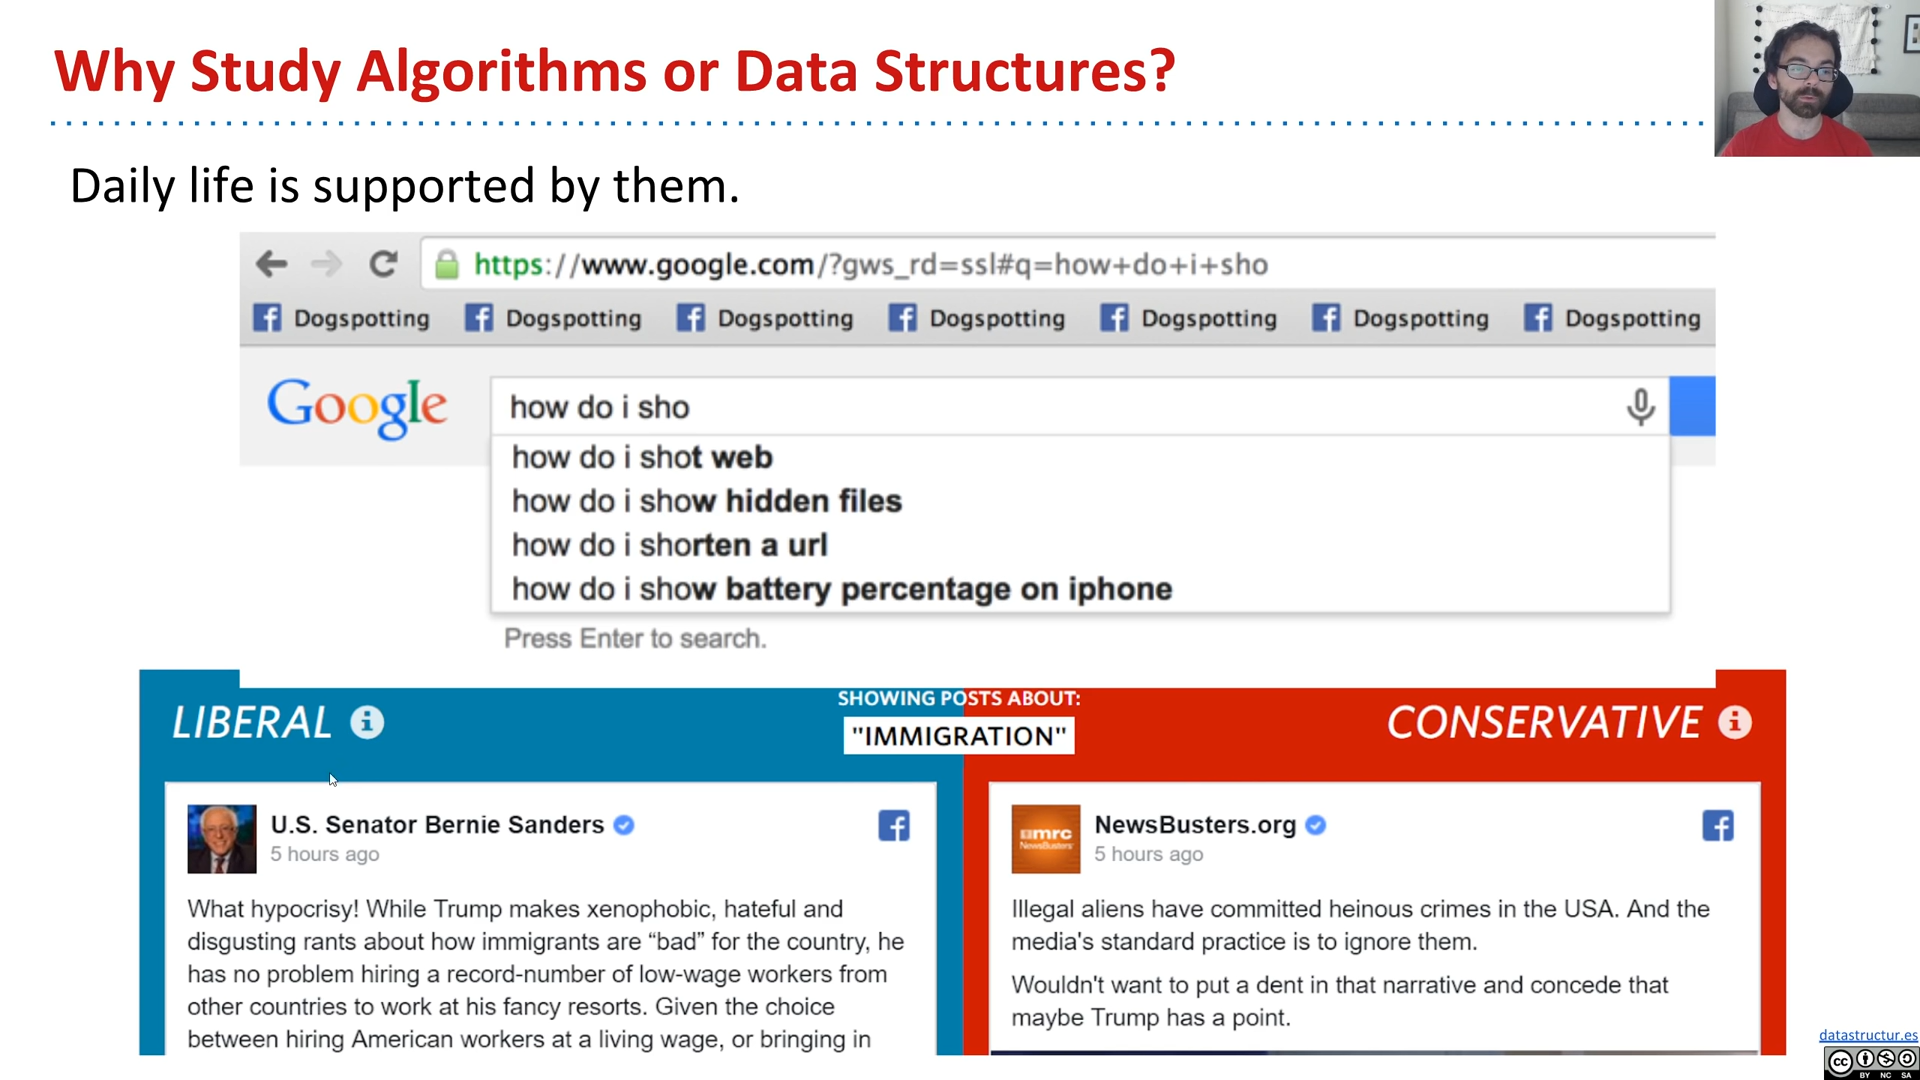 Why Study Algorithms or Data Structures?
Daily life is supported by them.
https://www.google.com/?gws_rd=ssl#q=how+do+i+sho
Dogspotting Dogspotting Dogspotting Dogspotting Dogspotting Dogspotting Dogspotting
Google
how do i sho
how do i shot web
how do i show hidden files
how do i shorten a url
how do i show battery percentage on iphone
Press Enter to search.
SHOWING POSTS ABOUT:
"IMMIGRATION"
LIBERAL
U.S. Senator Bernie Sanders
5 hours ago
What hypocrisy! While Trump makes xenophobic, hateful and
disgusting rants about how immigrants are “bad” for the country, he
has no problem hiring a record-number of low-wage workers from
other countries to work at his fancy resorts. Given the choice
between hiring American workers at a living wage, or bringing in
CONSERVATIVE
mrc
NewsBusters
NewsBusters.org
5 hours ago
Illegal aliens have committed heinous crimes in the USA. And the
media's standard practice is to ignore them.
Wouldn't want to put a dent in that narrative and concede that
maybe Trump has a point.
datastructur.es
cc
BY NC SA